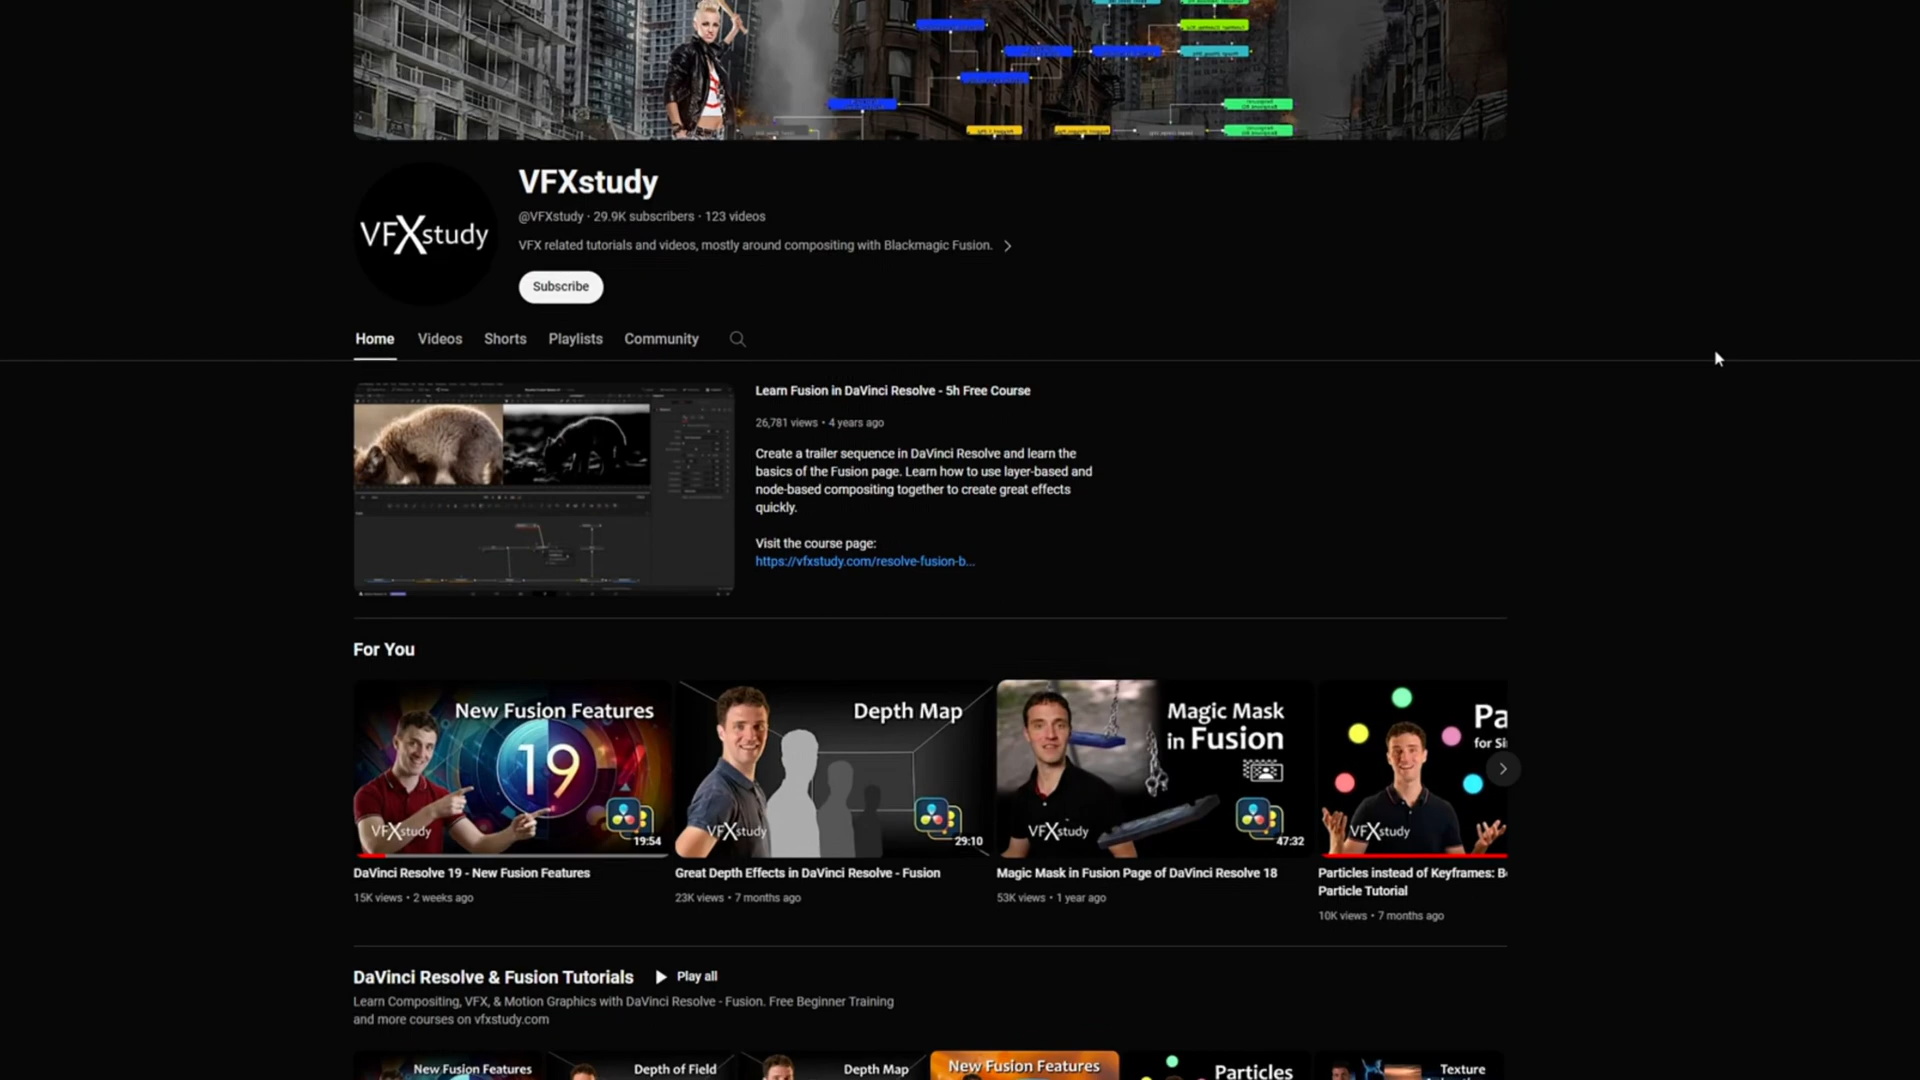 VFXstudy
VFXstudy
@VFXstudy · 29.9K subscribers · 123 videos
VFX related tutorials and videos, mostly around compositing with Blackmagic Fusion.
Subscribe
Home Videos Shorts Playlists Community
Learn Fusion in DaVinci Resolve - 5h Free Course
26,781 views • 4 years ago
Create a trailer sequence in DaVinci Resolve and learn the
basics of the Fusion page. Learn how to use layer-based and
node-based compositing together to create great effects
quickly.
Visit the course page:
https://vfxstudy.com/resolve-fusion-b...
For You
New Fusion Features
19
VFXstudy
19:54
DaVinci Resolve 19 - New Fusion Features
15K views • 2 weeks ago
Depth Map
VFXstudy
29:10
Great Depth Effects in DaVinci Resolve - Fusion
23K views • 7 months ago
Magic Mask
in Fusion
VFXstudy
47:32
Magic Mask in Fusion Page of DaVinci Resolve 18
53K views • 1 year ago
Pa
for Si
VFXstudy
Particles instead of Keyframes: B
Particle Tutorial
10K views • 7 months ago
DaVinci Resolve & Fusion Tutorials Play all
Learn Compositing, VFX, & Motion Graphics with DaVinci Resolve - Fusion. Free Beginner Training
and more courses on vfxstudy.com
New Fusion Features
Depth of Field
Depth Map
New Fusion Features
Particles
Texture